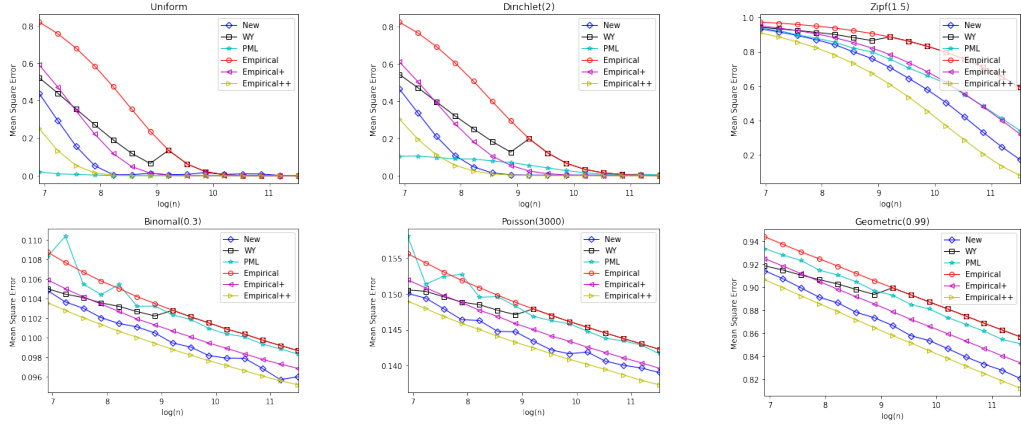 Uniform
Mean Square Error
0.8
0.6
0.4
0.2
0.0
7 8 9 10 11
log(n)
New
WY
PML
Empirical
Empirical+
Empirical++
Dirichlet(2)
Mean Square Error
0.8
0.6
0.4
0.2
0.0
7 8 9 10 11
log(n)
New
WY
PML
Empirical
Empirical+
Empirical++
Zipf(1.5)
Mean Square Error
1.0
0.8
0.6
0.4
0.2
7 8 9 10 11
log(n)
New
WY
PML
Empirical
Empirical+
Empirical++
Binomal(0.3)
Mean Square Error
0.110
0.108
0.106
0.104
0.102
0.100
0.098
0.096
7 8 9 10 11
log(n)
New
WY
PML
Empirical
Empirical+
Empirical++
Poisson(3000)
Mean Square Error
0.155
0.150
0.145
0.140
7 8 9 10 11
log(n)
New
WY
PML
Empirical
Empirical+
Empirical++
Geometric(0.99)
Mean Square Error
0.94
0.92
0.90
0.88
0.86
0.84
0.82
7 8 9 10 11
log(n)
New
WY
PML
Empirical
Empirical+
Empirical++